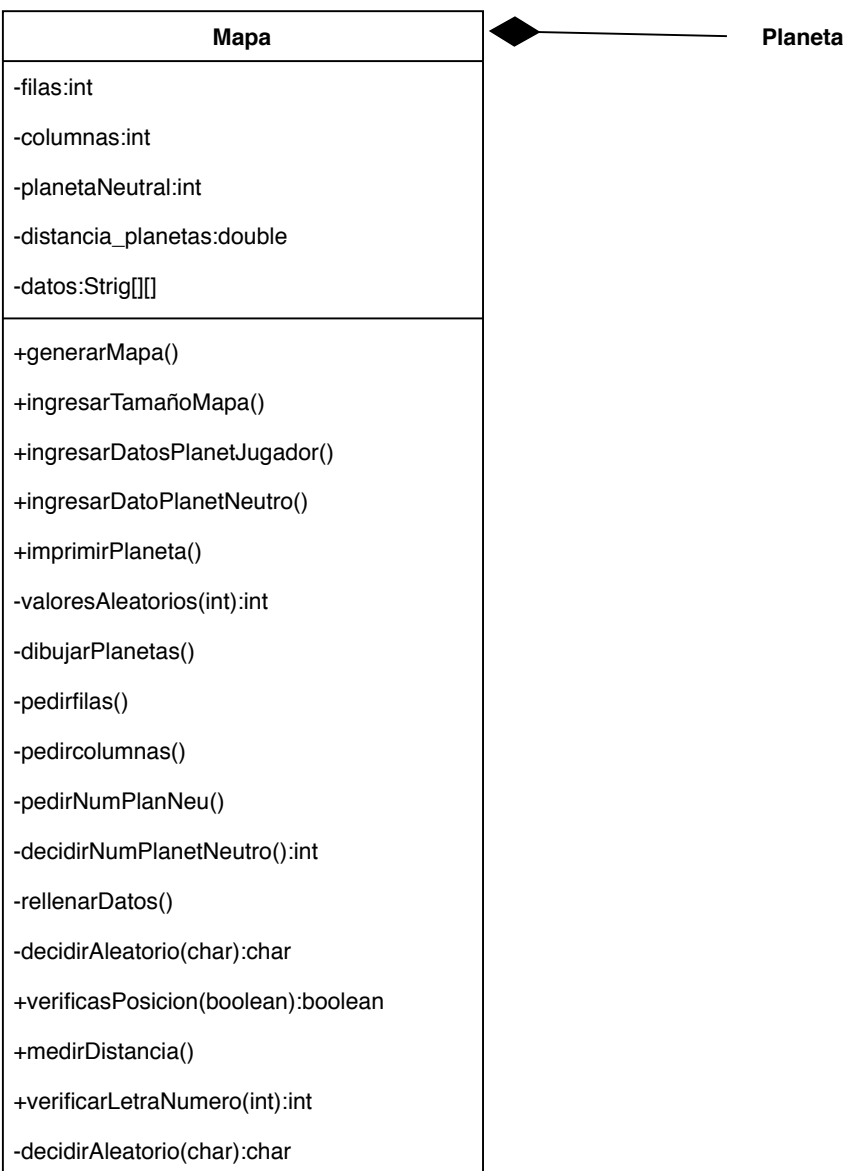 Mapa
Planeta
-filas:int
-columnas:int
-planetaNeutral:int
-distancia_planetas:double
-datos:Strig[][]
+generarMapa()
+ingresarTamañoMapa()
+ingresarDatosPlanetJugador()
+ingresarDatoPlanetNeutro()
+imprimirPlaneta()
-valoresAleatorios(int):int
-dibujarPlanetas()
-pedirfilas()
-pedircolumnas()
-pedirNumPlanNeu()
-decidirNumPlanetNeutro():int
-rellenarDatos()
-decidirAleatorio(char):char
+verificasPosicion(boolean):boolean
+medirDistancia()
+verificarLetraNumero(int):int
-decidirAleatorio(char):char